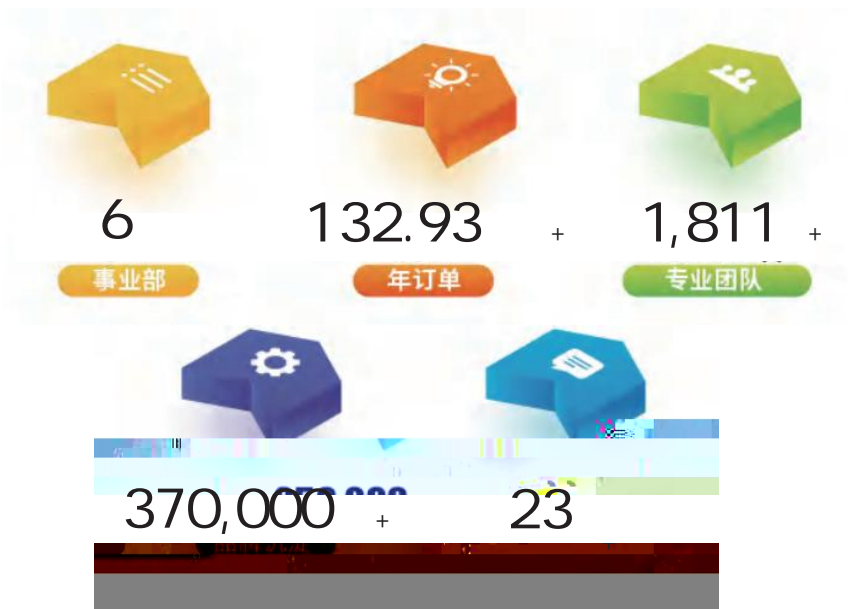 6 132.93 + 1,811 +
事业部 年订单 专业团队
370,000 + 23